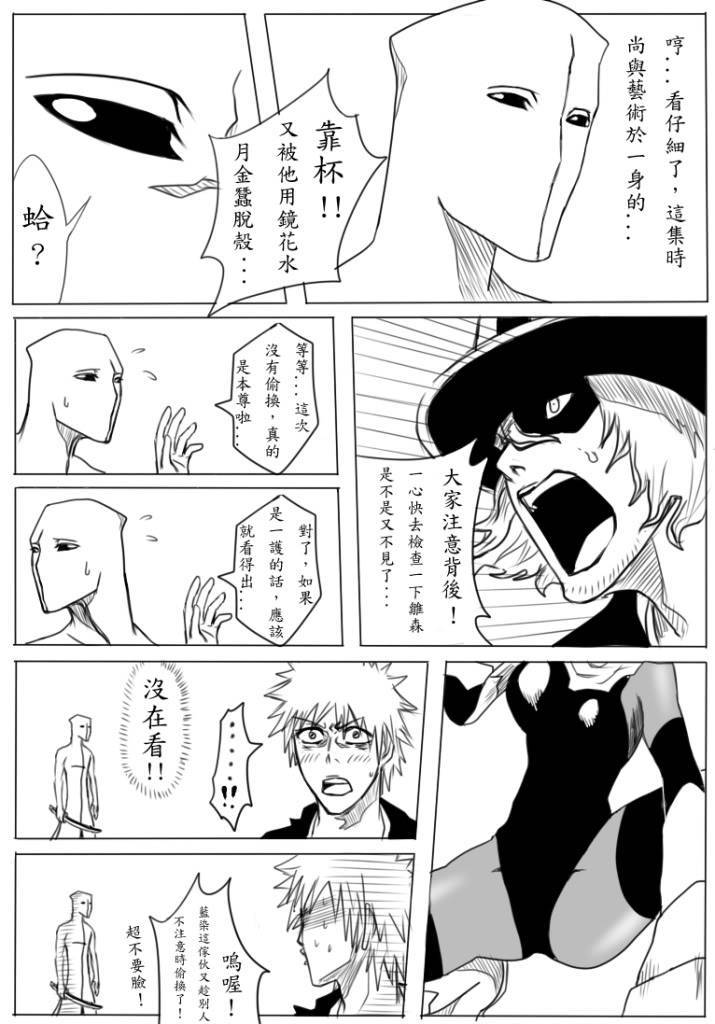 哼...看仔細了，這集時
尚與藝術於一身的...
靠杯!!
又被他用鏡花水
月金蠶脫殼...
蛤？
大家注意背後！
一心快去檢查一下雛森
是不是又不見了...
等等...這次
沒有偷換，真的
是本尊啦...
對了，如果
是一護的話，應該
就看得出...
......!!
沒在看!!
嗚喔！
藍染這傢伙又趁別人
不注意時偷換了！
超不要臉！